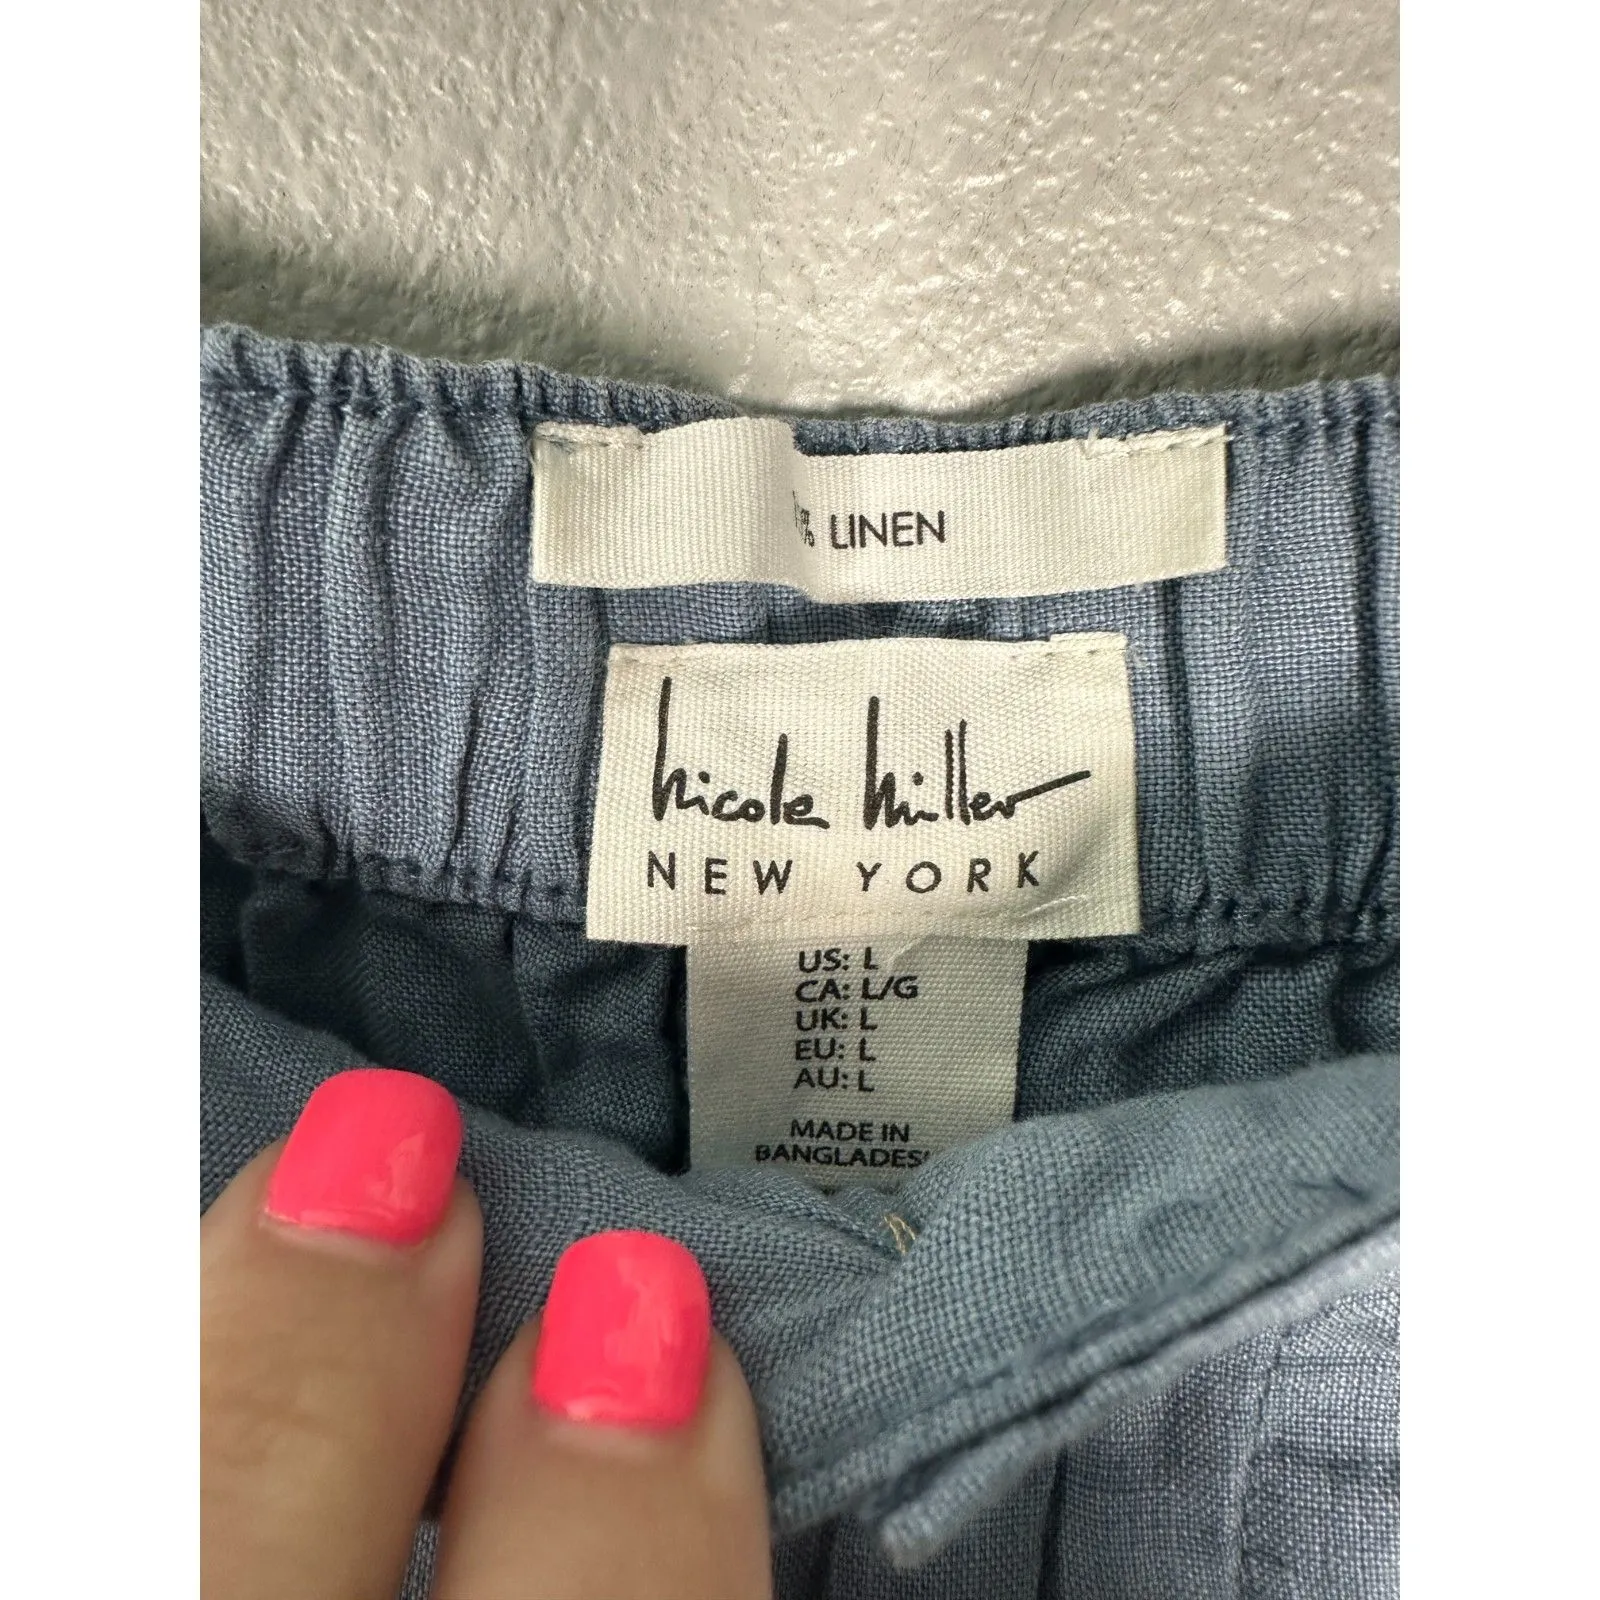 % LINEN
nicole miller
NEW YORK
US: L
CA: L/G
UK: L
EU: L
AU: L
MADE IN